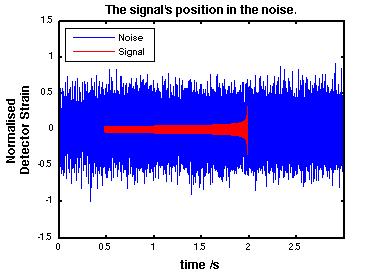 The signal's position in the noise.
1.5
Noise
Signal
1
0.5
0
-0.5
-1
-1.5
Normalised
Detector Strain
0
0.5
1
1.5
2
2.5
time /s